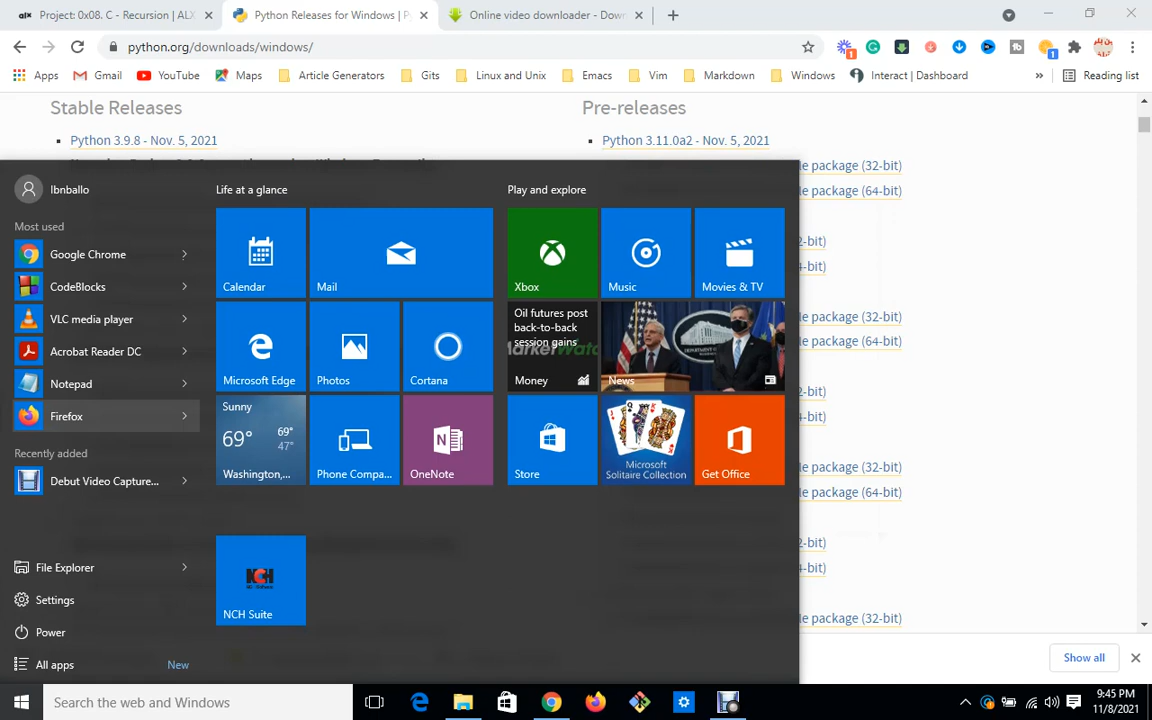 Project: 0x08. C - Recursion | ALX
Python Releases for Windows | P
Online video downloader - Down
python.org/downloads/windows/
Apps
Gmail
YouTube
Maps
Article Generators
Gits
Linux and Unix
Emacs
Vim
Markdown
Windows
Interact | Dashboard
»
Reading list
Stable Releases
Pre-releases
Python 3.9.8 - Nov. 5, 2021
Python 3.11.0a2 - Nov. 5, 2021
le package (32-bit)
le package (64-bit)
2-bit)
4-bit)
le package (32-bit)
le package (64-bit)
2-bit)
4-bit)
le package (32-bit)
le package (64-bit)
2-bit)
4-bit)
le package (32-bit)
Ibnballo
Most used
Google Chrome
CodeBlocks
VLC media player
Acrobat Reader DC
Notepad
Firefox
Recently added
Debut Video Capture...
File Explorer
Settings
Power
All apps
New
Life at a glance
Calendar
Mail
Microsoft Edge
Photos
Cortana
Sunny
69°
69°
47°
Washington,...
Phone Compa...
OneNote
NCH
NCH Suite
Play and explore
Xbox
Music
Movies & TV
Oil futures post
back-to-back
session gains
MarketWatc
Money
News
Store
Microsoft
Solitaire Collection
Get Office
Show all
Search the web and Windows
9:45 PM
11/8/2021